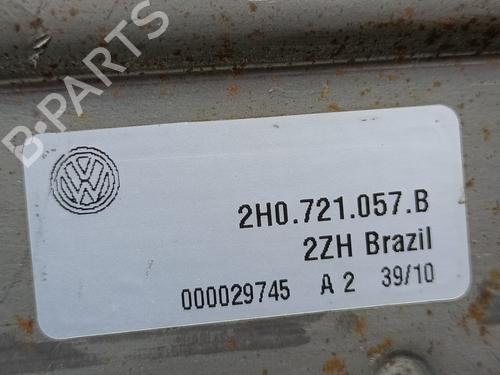 B-PARTS
2H0.721.057.B
2ZH Brazil
000029745 A 2 39/10